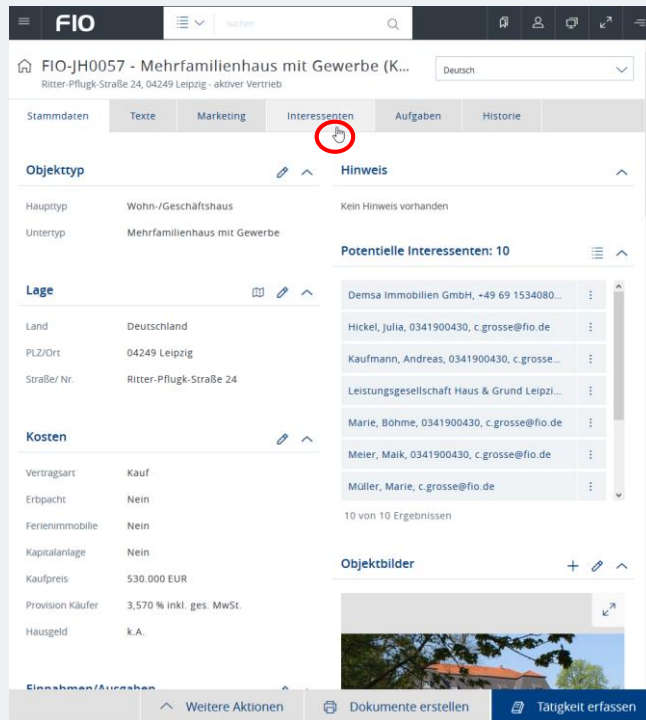 FIO
suchen
FIO-JH0057 - Mehrfamilienhaus mit Gewerbe (K...
Ritter-Pflugk-Straße 24, 04249 Leipzig - aktiver Vertrieb
Deutsch
Stammdaten Texte Marketing Interessenten Aufgaben Historie
Objekttyp
Haupttyp Wohn-/Geschäftshaus
Untertyp Mehrfamilienhaus mit Gewerbe
Lage
Land Deutschland
PLZ/Ort 04249 Leipzig
Straße/ Nr. Ritter-Pflugk-Straße 24
Kosten
Vertragsart Kauf
Erbpacht Nein
Ferienimmobilie Nein
Kapitalanlage Nein
Kaufpreis 530.000 EUR
Provision Käufer 3,570 % inkl. ges. MwSt.
Hausgeld k.A.
Einnahmen/Ausgaben
Hinweis
Kein Hinweis vorhanden
Potentielle Interessenten: 10
Demsa Immobilien GmbH, +49 69 1534080...
Hickel, Julia, 0341900430, c.grosse@fio.de
Kaufmann, Andreas, 0341900430, c.grosse...
Leistungsgesellschaft Haus & Grund Leipzi...
Marie, Böhme, 0341900430, c.grosse@fio.de
Meier, Maik, 0341900430, c.grosse@fio.de
Müller, Marie, c.grosse@fio.de
10 von 10 Ergebnissen
Objektbilder
Weitere Aktionen Dokumente erstellen Tätigkeit erfassen